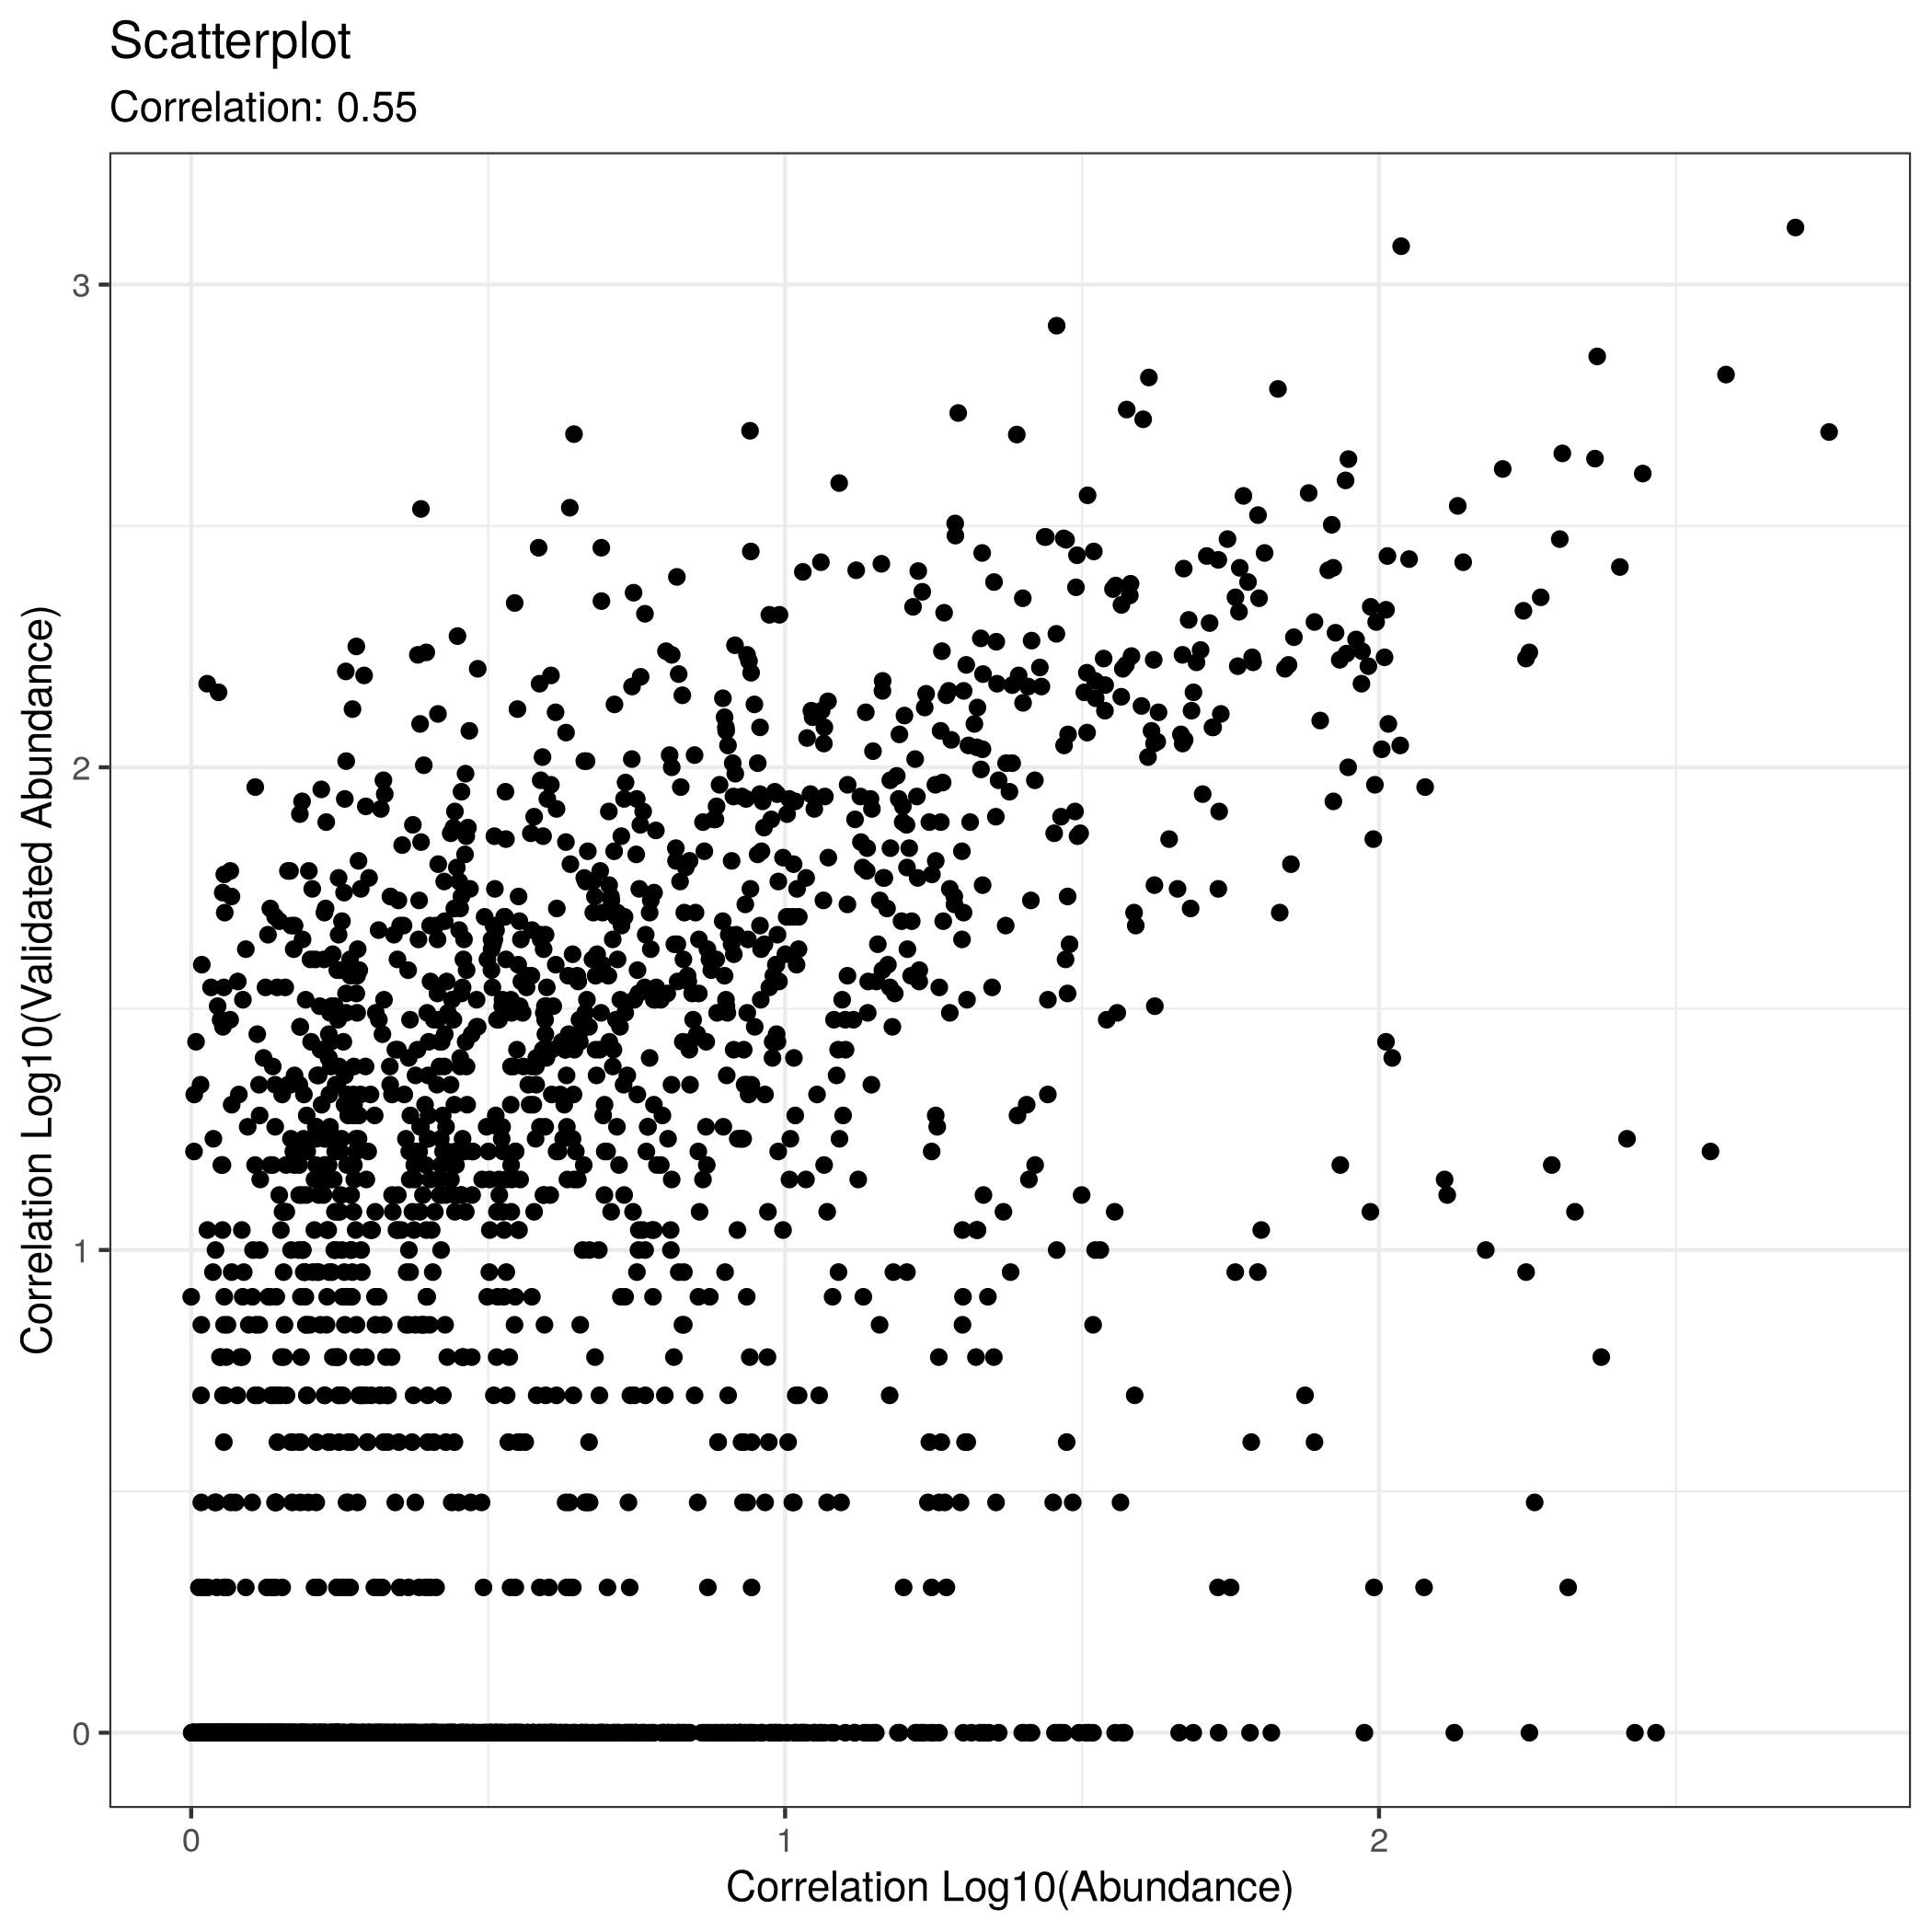 Scatterplot
Correlation: 0.55
3
2
1
0
Correlation Log10(Validated Abundance)
0 1 2
Correlation Log10(Abundance)